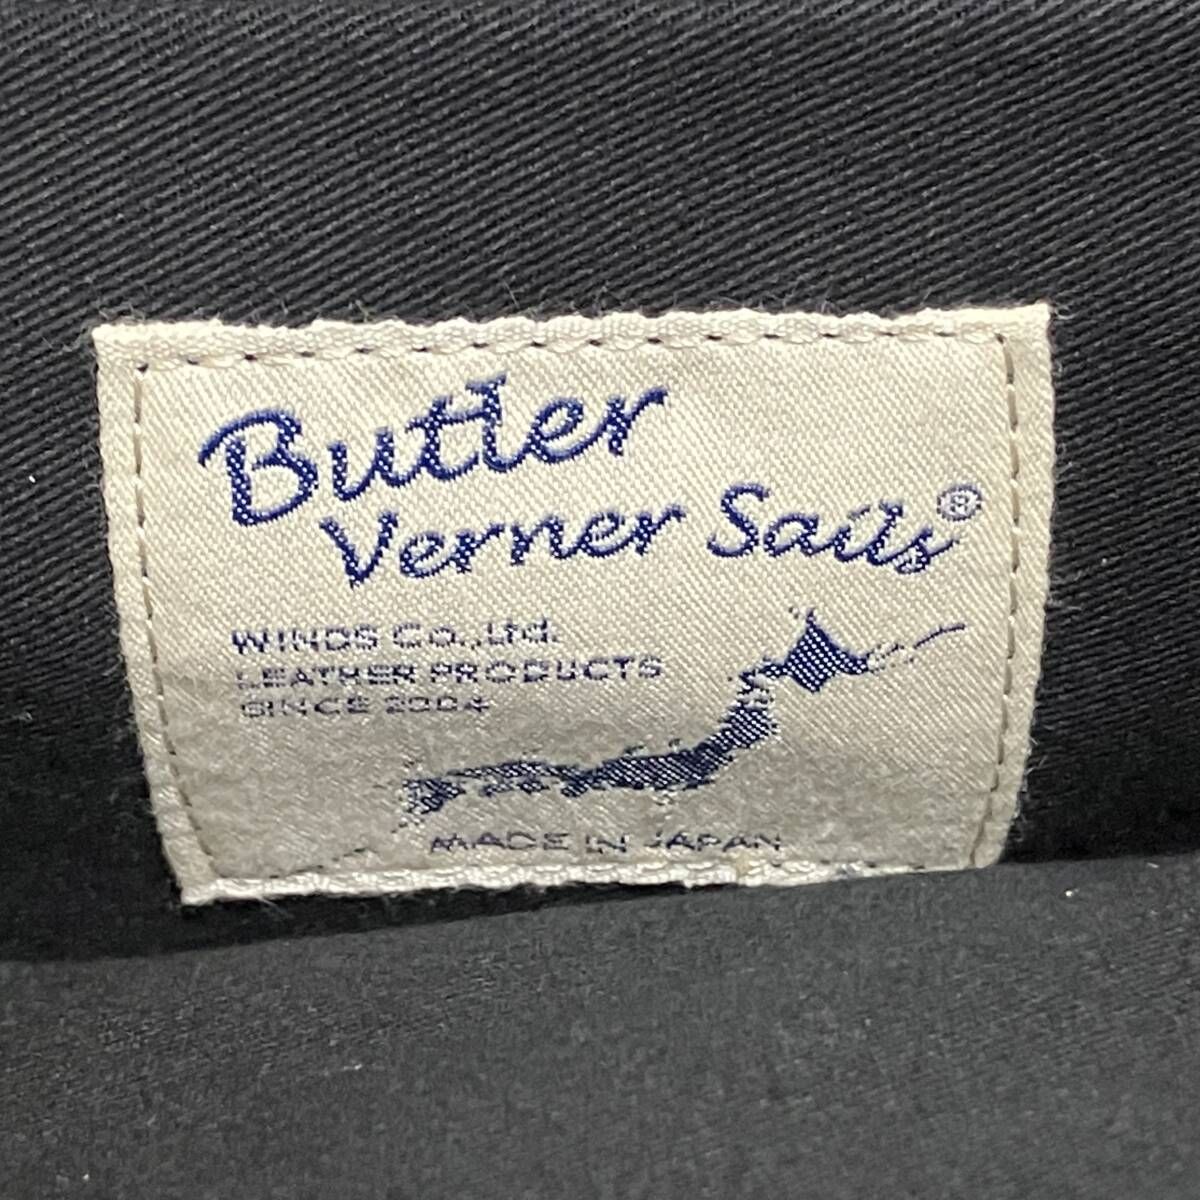 Butler
Verner Sails®
WINDS Co.,Ltd.
LEATHER PRODUCTS
SINCE 2004
MADE IN JAPAN